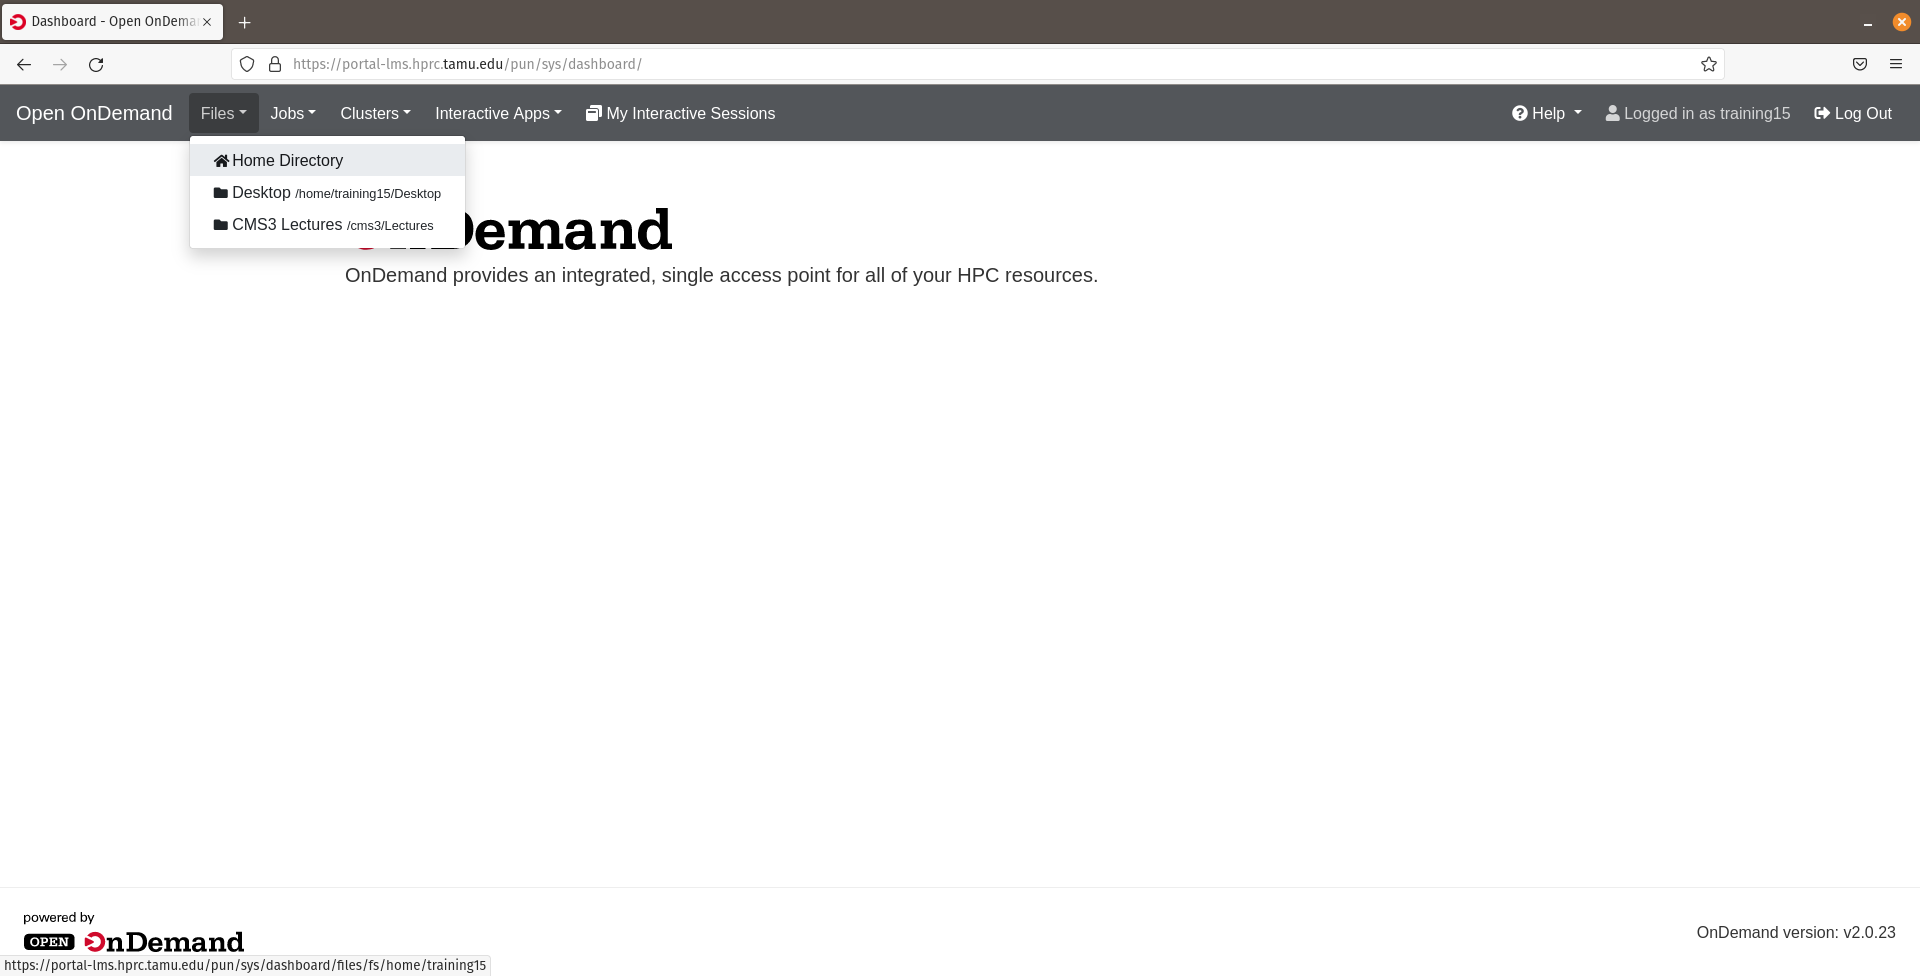 Dashboard - Open OnDema
https://portal-lms.hprc.tamu.edu/pun/sys/dashboard/
Open OnDemand Files Jobs Clusters Interactive Apps My Interactive Sessions Help Logged in as training15 Log Out
Home Directory
Desktop /home/training15/Desktop
CMS3 Lectures /cms3/Lectures
OnDemand
OnDemand provides an integrated, single access point for all of your HPC resources.
powered by
OPEN OnDemand
OnDemand version: v2.0.23
https://portal-lms.hprc.tamu.edu/pun/sys/dashboard/files/fs/home/training15